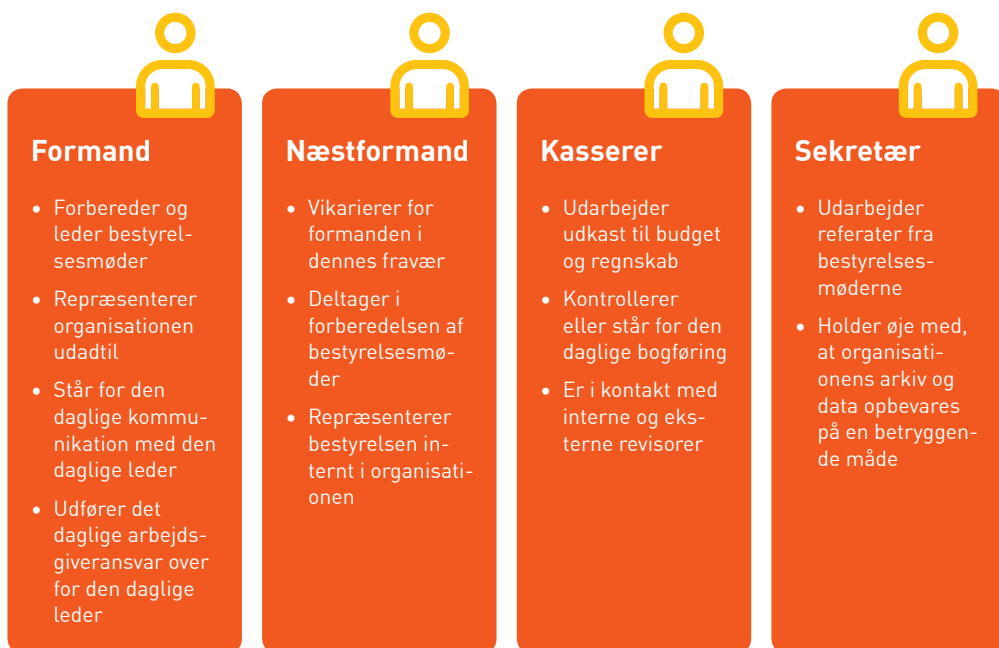 Formand
• Forbereder og
leder bestyrel-
sesmøder
• Repræsenterer
organisationen
udadtil
• Står for den
daglige kommu-
nikation med den
daglige leder
• Udfører det
daglige arbejds-
giveransvar over
for den daglige
leder
Næstformand
• Vikarierer for
formanden i
dennes fravær
• Deltager i
forberedelsen af
bestyrelsesmø-
der
• Repræsenterer
bestyrelsen in-
ternt i organisati-
onen
Kasserer
• Udarbejder
udkast til budget
og regnskab
• Kontrollerer
eller står for den
daglige bogføring
• Er i kontakt med
interne og eks-
terne revisorer
Sekretær
• Udarbejder
referater fra
bestyrelses-
møderne
• Holder øje med,
at organisati-
onens arkiv og
data opbevares
på en betryggen-
de måde